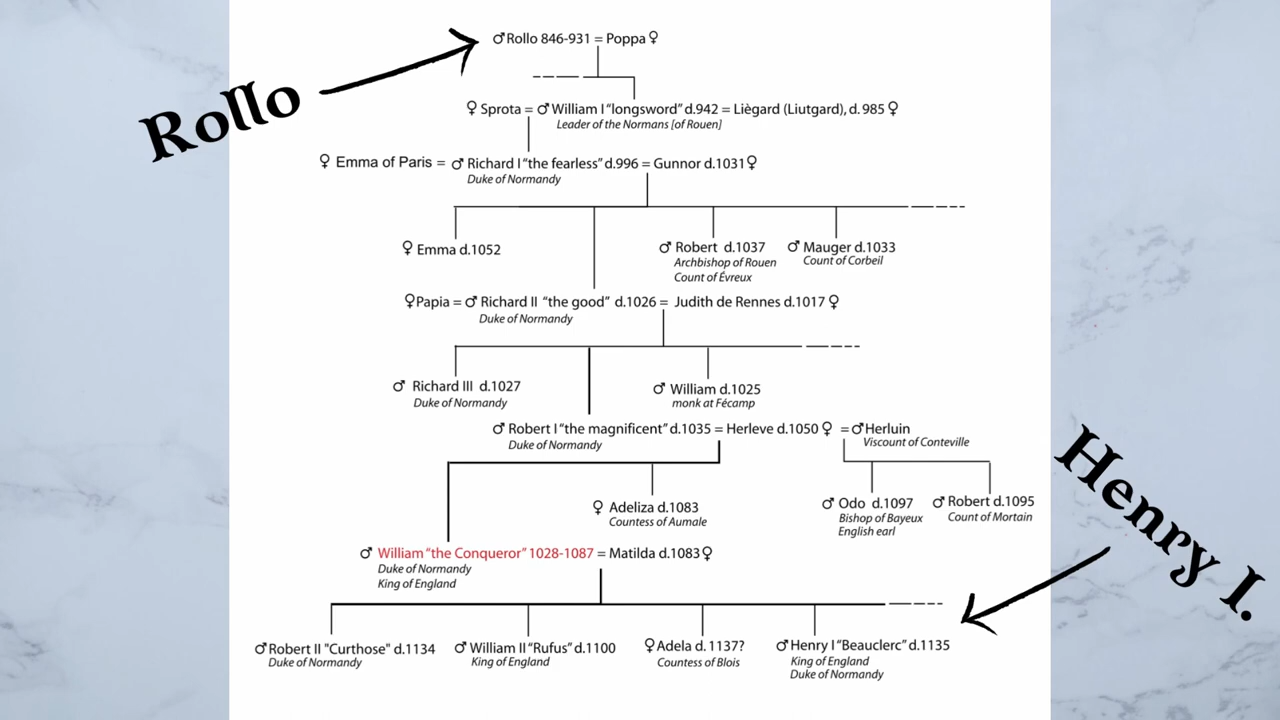 Rollo
♂Rollo 846-931 = Poppa♀
♀ Sprota = ♂ William I “longsword” d.942 = Liègard (Liutgard), d. 985 ♀
Leader of the Normans [of Rouen]
♀ Emma of Paris = ♂ Richard I “the fearless” d.996 = Gunnor d.1031♀
Duke of Normandy
♀ Emma d.1052
♂ Robert d.1037
Archbishop of Rouen
Count of Évreux
♂ Mauger d.1033
Count of Corbeil
♀Papia = ♂ Richard II “the good” d.1026 = Judith de Rennes d.1017 ♀
Duke of Normandy
♂ Richard III d.1027
Duke of Normandy
♂ William d.1025
monk at Fécamp
♂ Robert I “the magnificent” d.1035 = Herleve d.1050 ♀ =♂Herluin
Duke of Normandy
Viscount of Conteville
♀ Adeliza d.1083
Countess of Aumale
♂ Odo d.1097
Bishop of Bayeux
English earl
♂ Robert d.1095
Count of Mortain
♂ William “the Conqueror” 1028-1087 = Matilda d.1083♀
Duke of Normandy
King of England
♂Robert II "Curthose" d.1134
Duke of Normandy
♂ William II “Rufus” d.1100
King of England
♀Adela d. 1137?
Countess of Blois
♂Henry I “Beauclerc” d.1135
King of England
Duke of Normandy
Henry I.